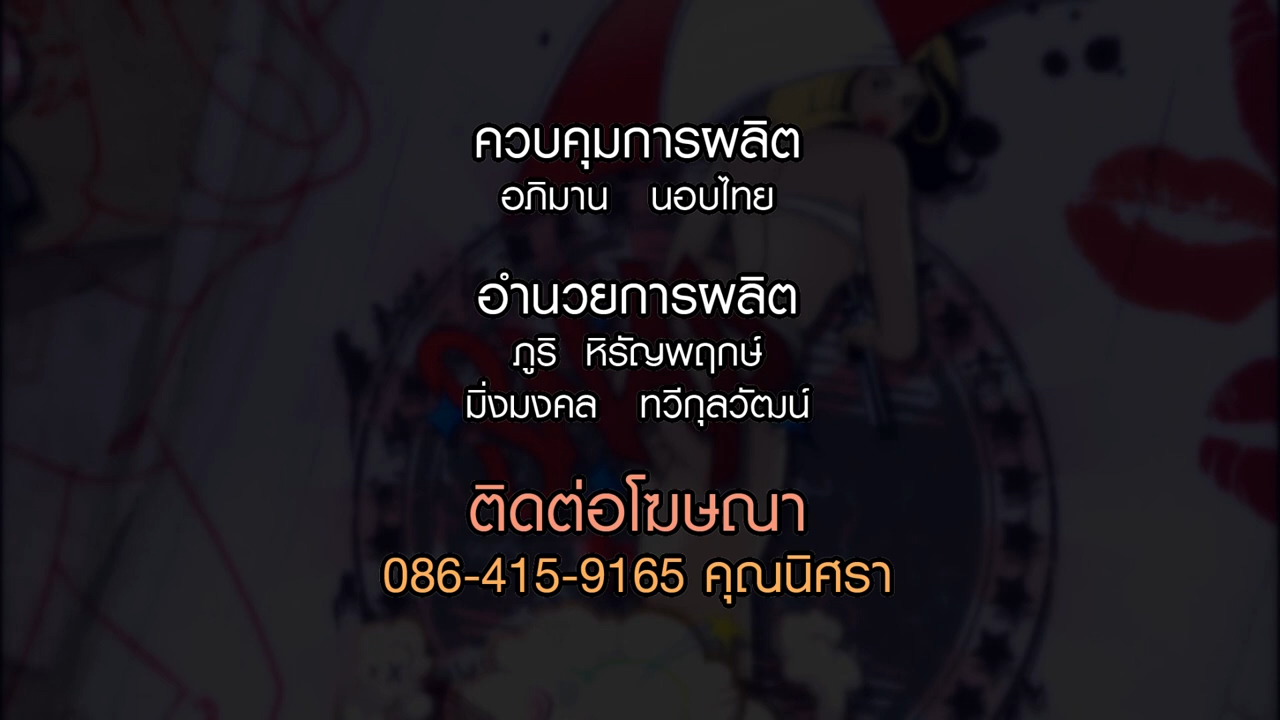 ควบคุมการผลิต
อภิมาน นอบไทย
อำนวยการผลิต
ภูริ หิรัญพฤกษ์
มิ่งมงคล ทวีกุลวัฒน์
ติดต่อโฆษณา
086-415-9165 คุณนิศรา